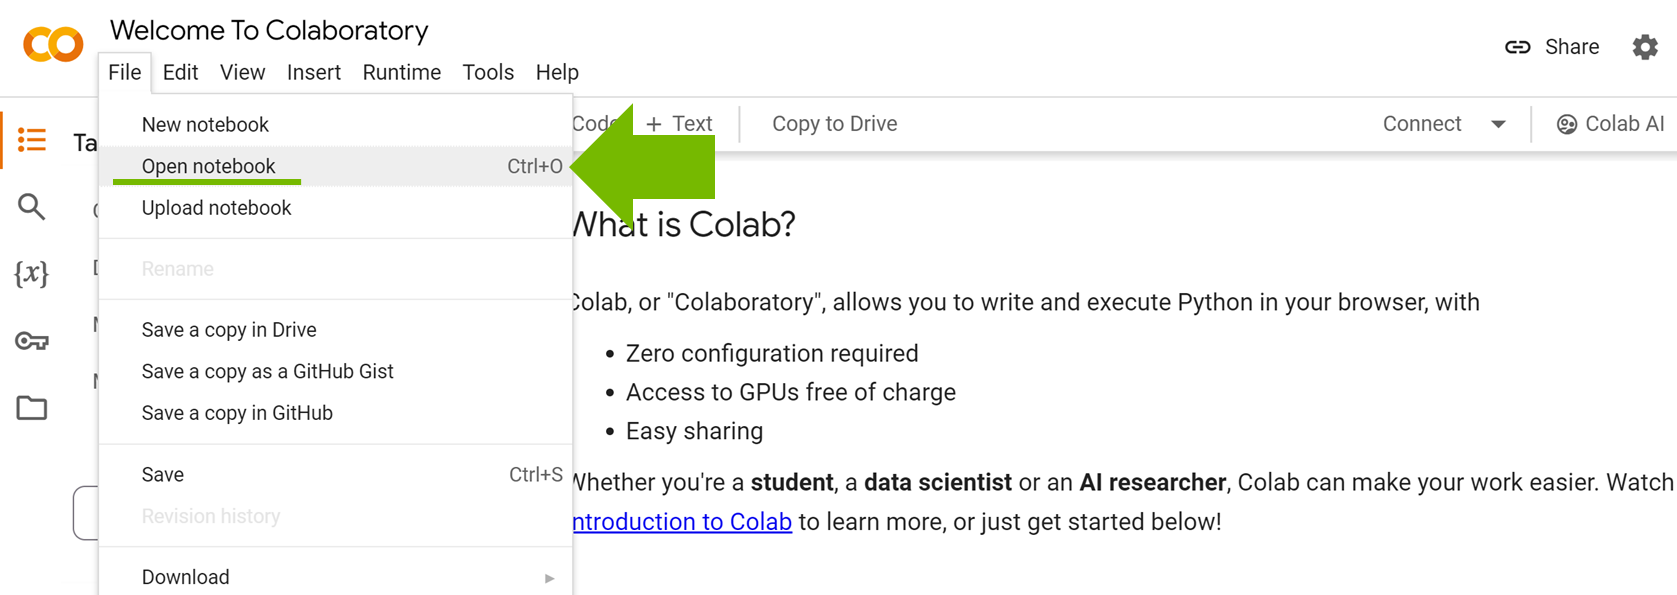 Welcome To Colaboratory
File Edit View Insert Runtime Tools Help
Share
New notebook
Open notebook Ctrl+O
Upload notebook
Rename
Save a copy in Drive
Save a copy as a GitHub Gist
Save a copy in GitHub
Save Ctrl+S
Revision history
Download
Ta
{x}
Code + Text Copy to Drive Connect Colab AI
What is Colab?
Colab, or "Colaboratory", allows you to write and execute Python in your browser, with
• Zero configuration required
• Access to GPUs free of charge
• Easy sharing
Whether you're a student, a data scientist or an AI researcher, Colab can make your work easier. Watch
ntroduction to Colab to learn more, or just get started below!